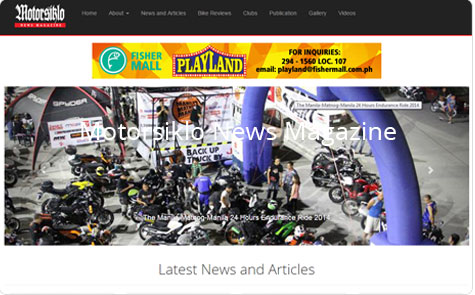 Motorsiklo
NEWS MAGAZINE
Home About News and Articles Bike Reviews Clubs Publication Gallery Videos
FISHER
MALL
PLAYLAND
FOR INQUIRIES:
294 - 1560 LOC. 107
email: playland@fishermall.com.ph
The Manila-Matnog-Manila 24 Hours Endurance Ride 2014
SPYDER
Motorsiklo News Magazine
BACK UP
TRUCK BY
The Manila-Matnog-Manila 24 Hours Endurance Ride 2014
Latest News and Articles